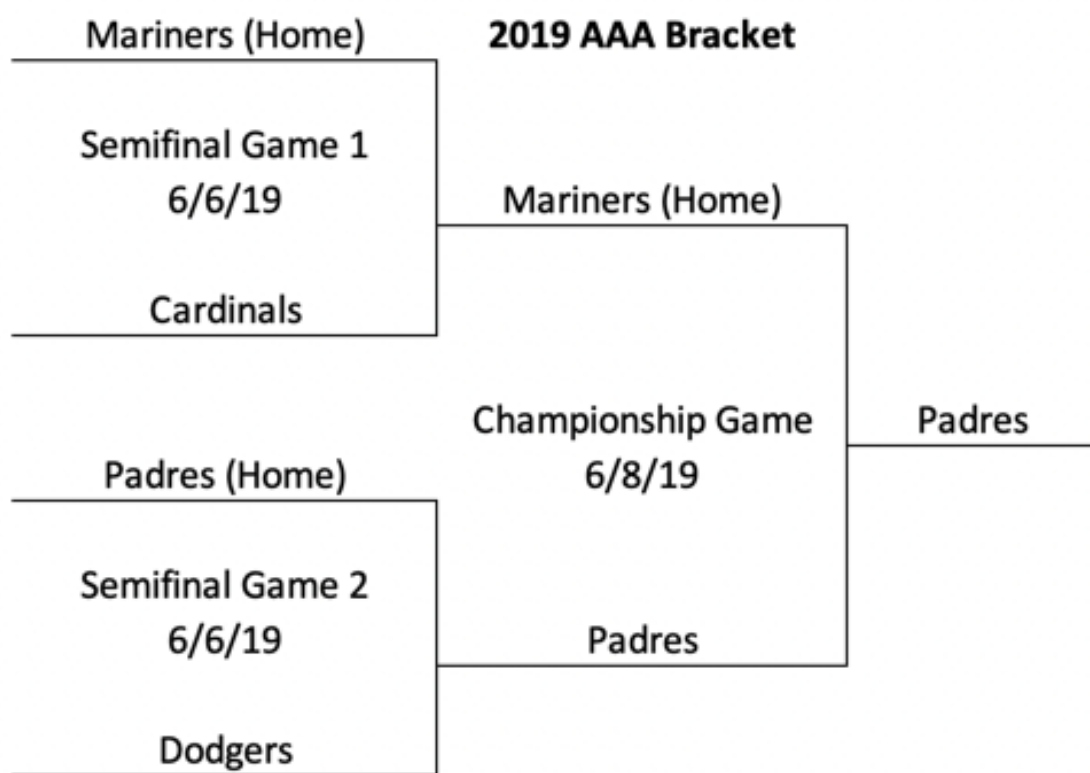 Mariners (Home)
2019 AAA Bracket
Semifinal Game 1
6/6/19
Mariners (Home)
Cardinals
Championship Game
6/8/19
Padres
Padres (Home)
Semifinal Game 2
6/6/19
Padres
Dodgers